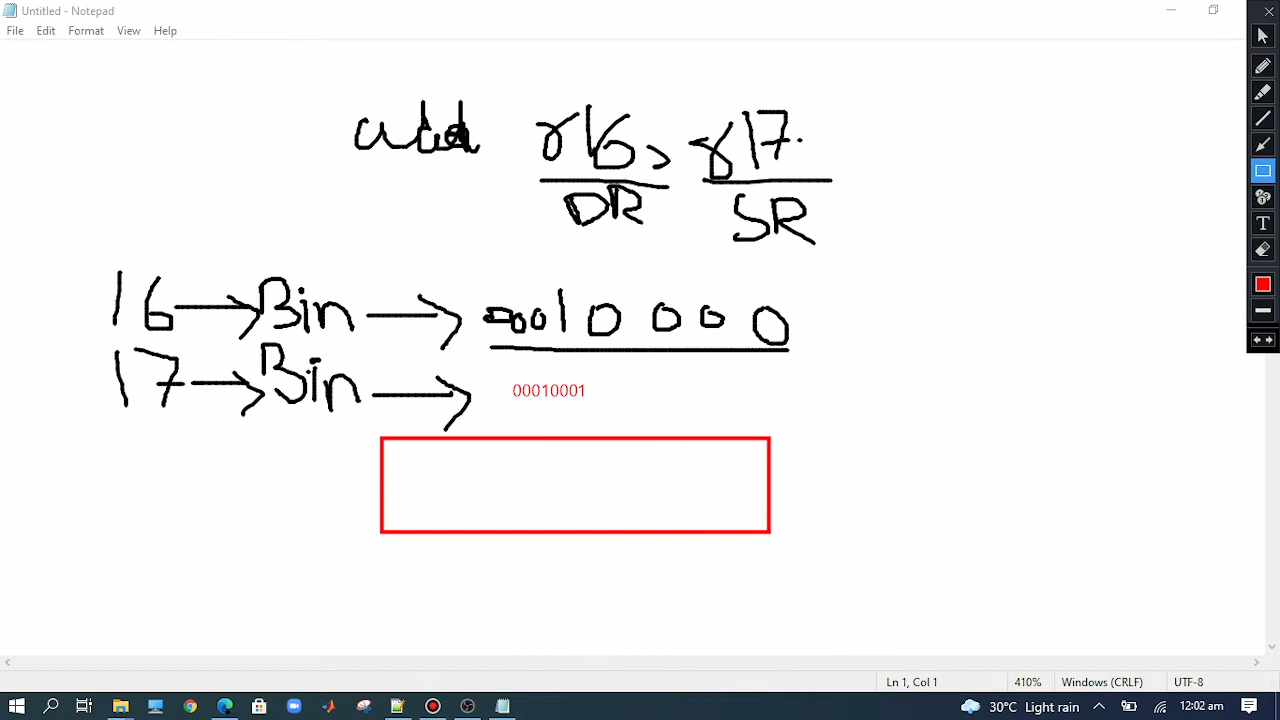 Untitled - Notepad
File Edit Format View Help
add r16, r17.
DR SR
16 → Bin → 00010000
17 → Bin → 00010001
Ln 1, Col 1 410% Windows (CRLF) UTF-8
30°C Light rain 12:02 am